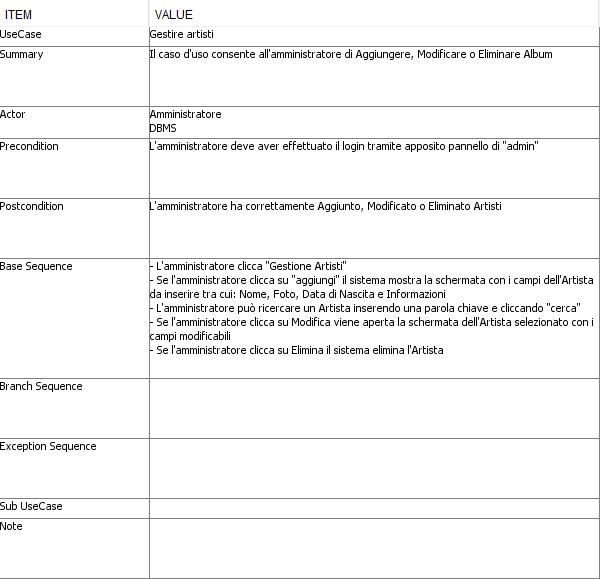 ITEM VALUE
UseCase Gestire artisti
Summary Il caso d'uso consente all'amministratore di Aggiungere, Modificare o Eliminare Album
Actor Amministratore
DBMS
Precondition L'amministratore deve aver effettuato il login tramite apposito pannello di "admin"
Postcondition L'amministratore ha correttamente Aggiunto, Modificato o Eliminato Artisti
Base Sequence - L'amministratore clicca "Gestione Artisti"
- Se l'amministratore clicca su "aggiungi" il sistema mostra la schermata con i campi dell'Artista
da inserire tra cui: Nome, Foto, Data di Nascita e Informazioni
- L'amministratore può ricercare un Artista inserendo una parola chiave e cliccando "cerca"
- Se l'amministratore clicca su Modifica viene aperta la schermata dell'Artista selezionato con i
campi modificabili
- Se l'amministratore clicca su Elimina il sistema elimina l'Artista
Branch Sequence
Exception Sequence
Sub UseCase
Note